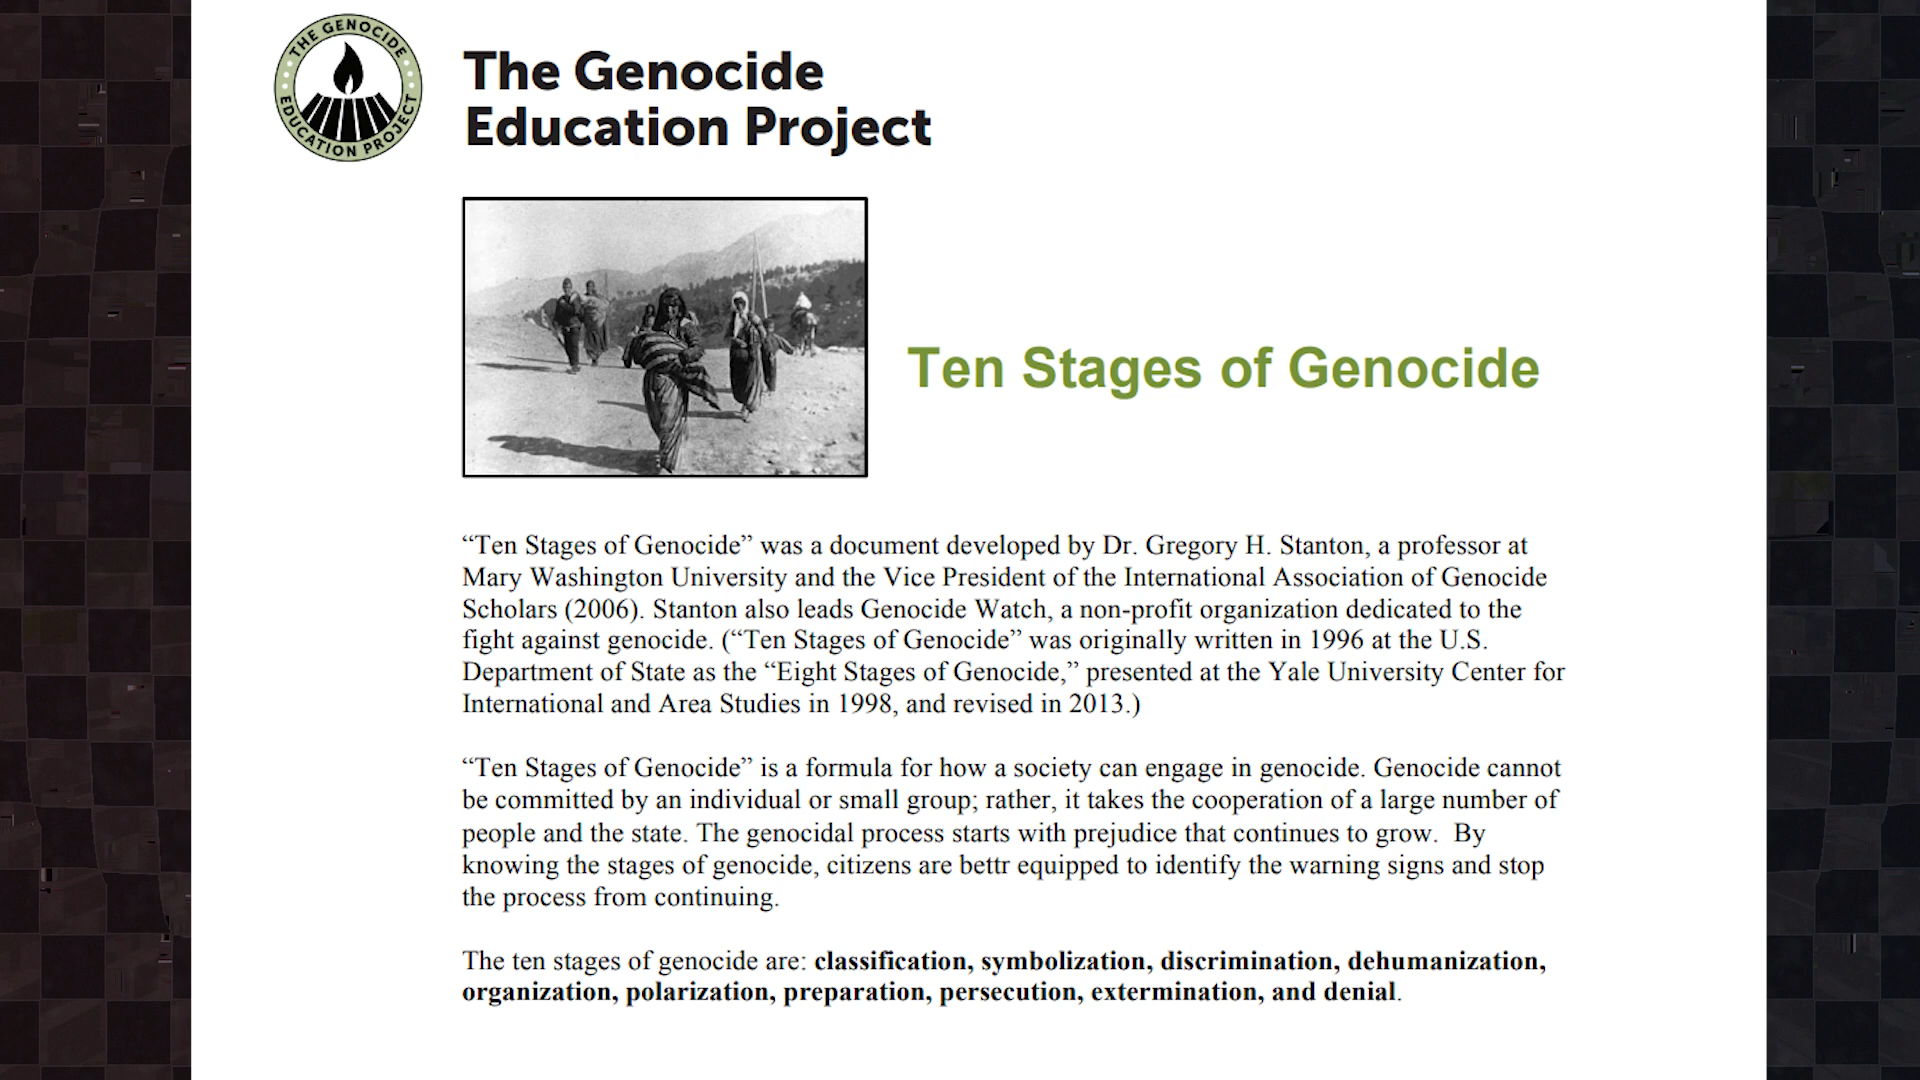 THE GENOCIDE
EDUCATION PROJECT
The Genocide
Education Project
Ten Stages of Genocide
“Ten Stages of Genocide” was a document developed by Dr. Gregory H. Stanton, a professor at
Mary Washington University and the Vice President of the International Association of Genocide
Scholars (2006). Stanton also leads Genocide Watch, a non-profit organization dedicated to the
fight against genocide. (“Ten Stages of Genocide” was originally written in 1996 at the U.S.
Department of State as the “Eight Stages of Genocide,” presented at the Yale University Center for
International and Area Studies in 1998, and revised in 2013.)
“Ten Stages of Genocide” is a formula for how a society can engage in genocide. Genocide cannot
be committed by an individual or small group; rather, it takes the cooperation of a large number of
people and the state. The genocidal process starts with prejudice that continues to grow.  By
knowing the stages of genocide, citizens are bettr equipped to identify the warning signs and stop
the process from continuing.
The ten stages of genocide are: classification, symbolization, discrimination, dehumanization,
organization, polarization, preparation, persecution, extermination, and denial.